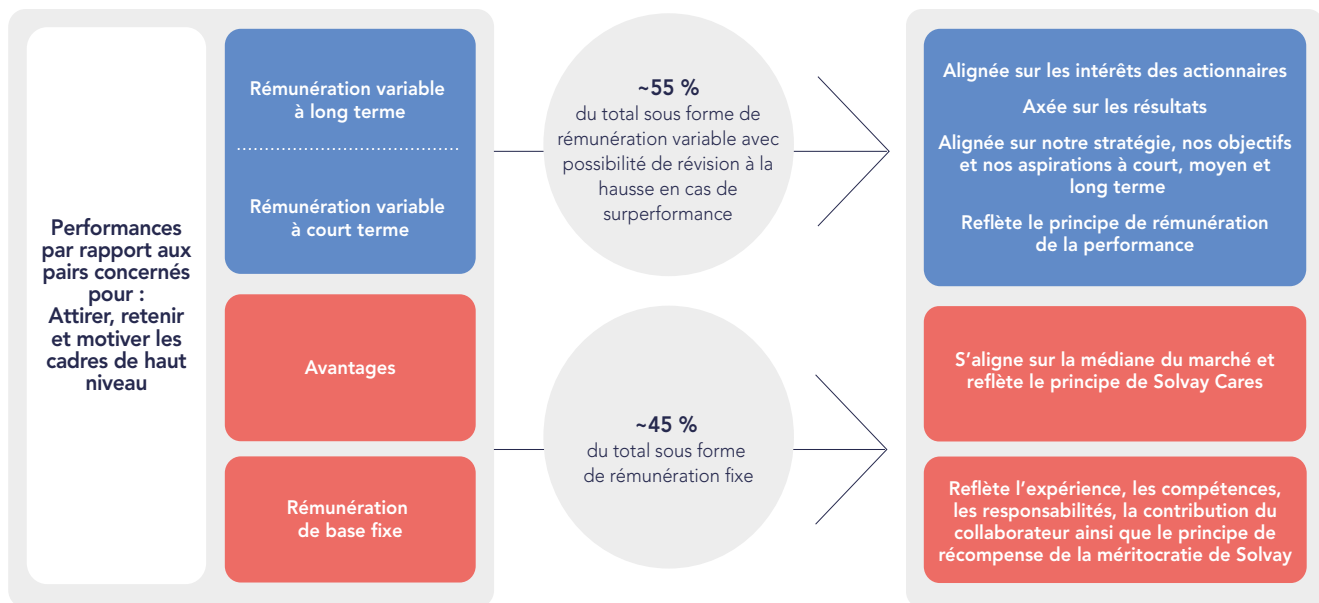 Performances
par rapport aux
pairs concernés
pour :
Attirer, retenir
et motiver les
cadres de haut
niveau
Rémunération variable
à long terme
Rémunération variable
à court terme
Avantages
Rémunération
de base fixe
~55 %
du total sous forme de
rémunération variable avec
possibilité de révision à la
hausse en cas de
surperformance
~45 %
du total sous forme
de rémunération fixe
Alignée sur les intérêts des actionnaires
Axée sur les résultats
Alignée sur notre stratégie, nos objectifs
et nos aspirations à court, moyen et
long terme
Reflète le principe de rémunération
de la performance
S’aligne sur la médiane du marché et
reflète le principe de Solvay Cares
Reflète l’expérience, les compétences,
les responsabilités, la contribution du
collaborateur ainsi que le principe de
récompense de la méritocratie de Solvay